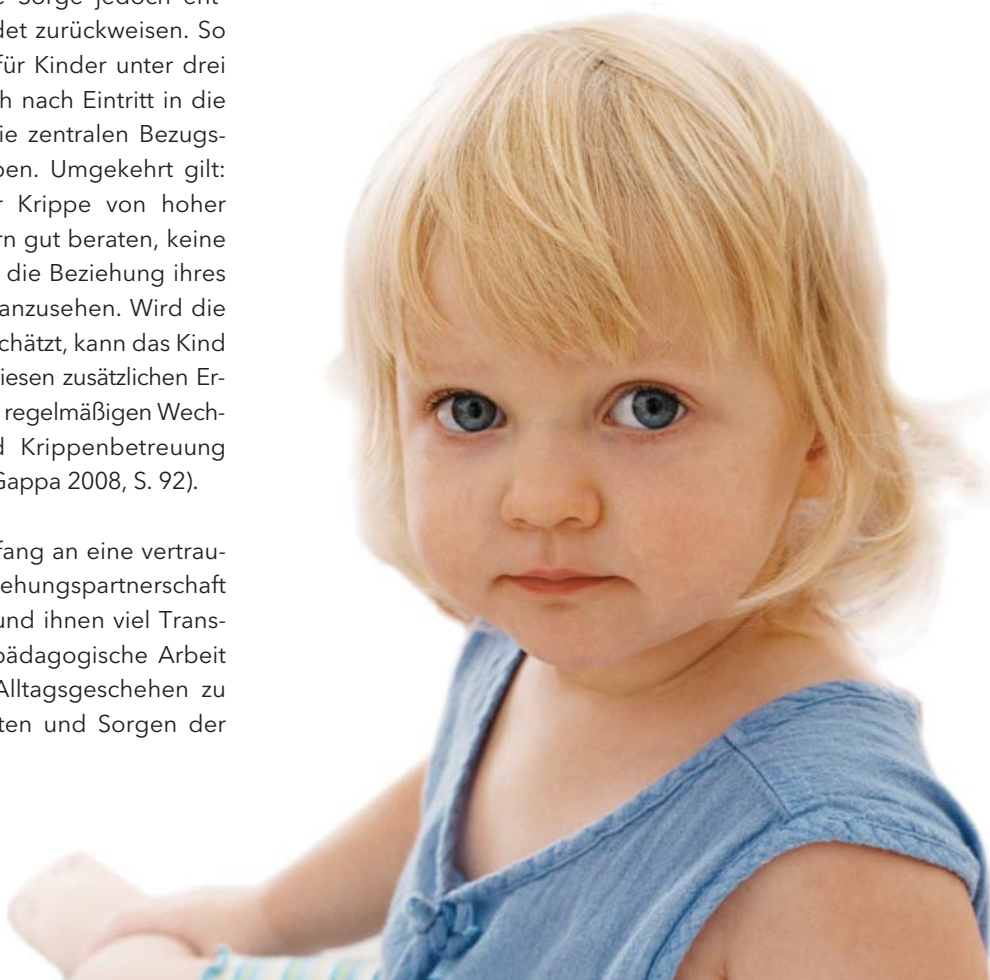 Sorge jedoch ent-
det zurückweisen. So
für Kinder unter drei
h nach Eintritt in die
ie zentralen Bezugs-
ben. Umgekehrt gilt:
r Krippe von hoher
rn gut beraten, keine
die Beziehung ihres
anzusehen. Wird die
chätzt, kann das Kind
iesen zusätzlichen Er-
regelmäßigen Wech-
d Krippenbetreuung
Gappa 2008, S. 92).
fang an eine vertrau-
ehungspartnerschaft
und ihnen viel Trans-
pädagogische Arbeit
Alltagsgeschehen zu
ten und Sorgen der